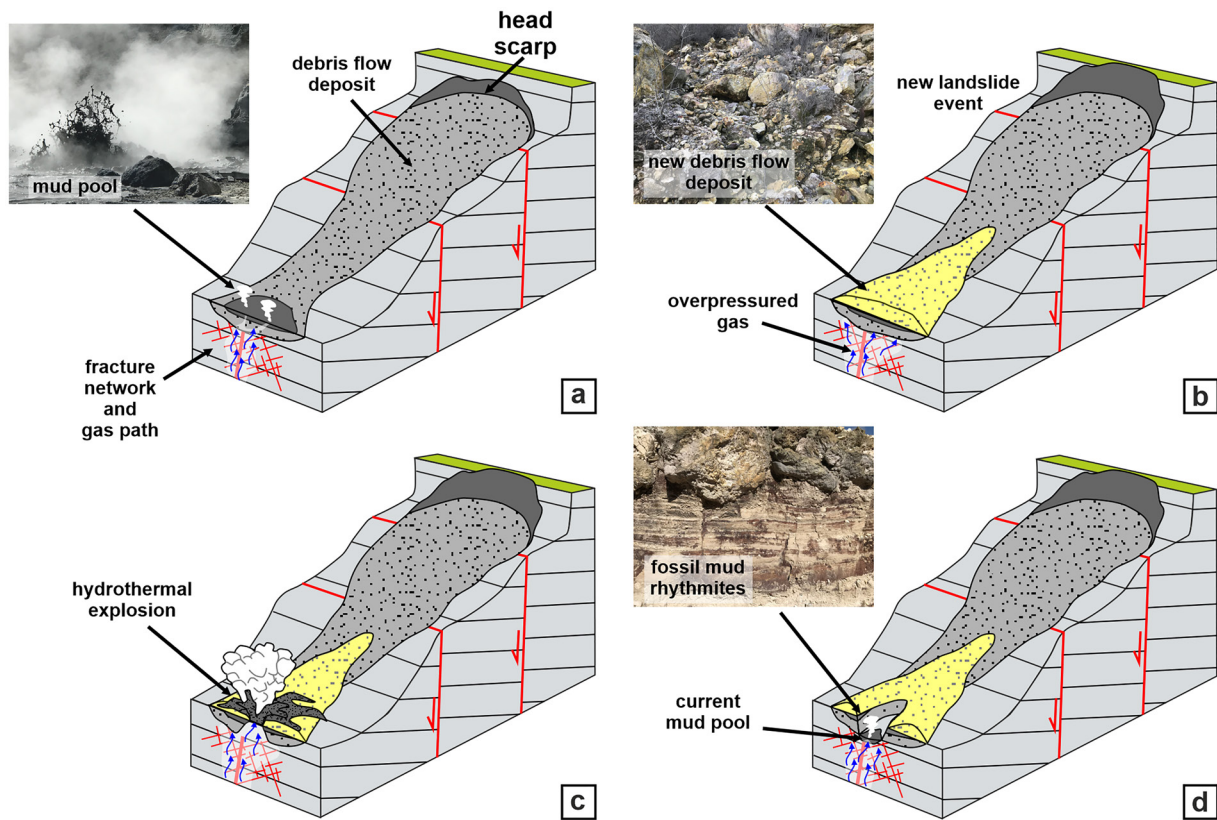 head
scarp
debris flow
deposit
mud pool
fracture
network
and
gas path
a
new landslide
event
new debris flow
deposit
overpressured
gas
b
hydrothermal
explosion
c
fossil mud
rhythmites
current
mud pool
d